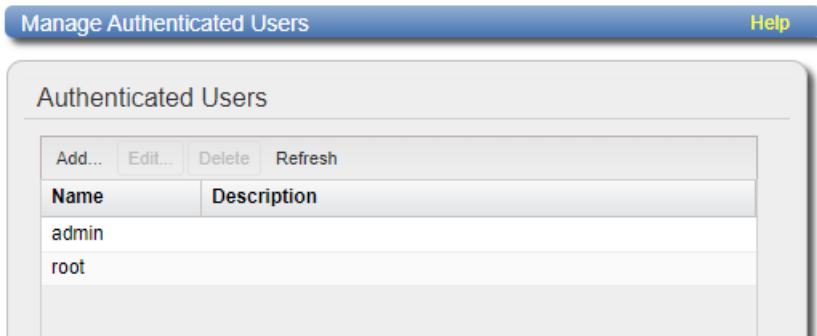 Manage Authenticated Users Help
Authenticated Users
Add... Edit... Delete Refresh
Name Description
admin
root